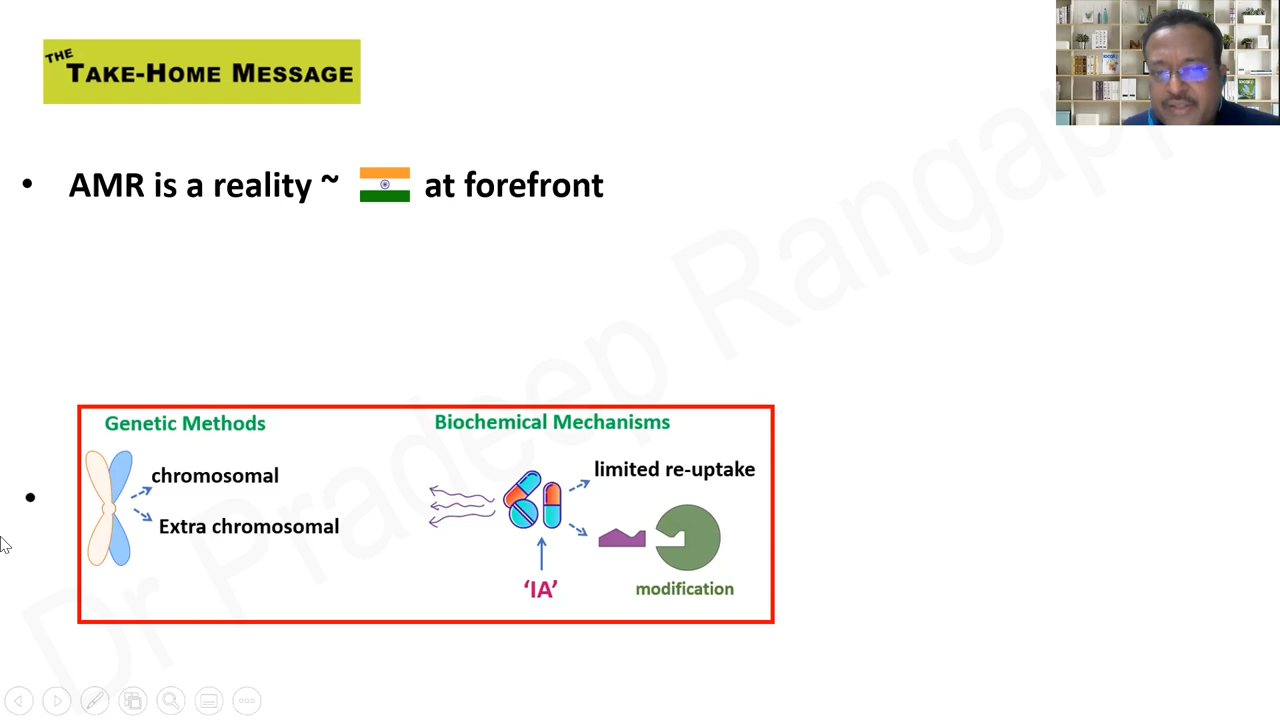 THE
TAKE-HOME MESSAGE
• AMR is a reality ~ at forefront
Genetic Methods
chromosomal
Extra chromosomal
Biochemical Mechanisms
limited re-uptake
‘IA’
modification
Dr Pradeep Rangapp